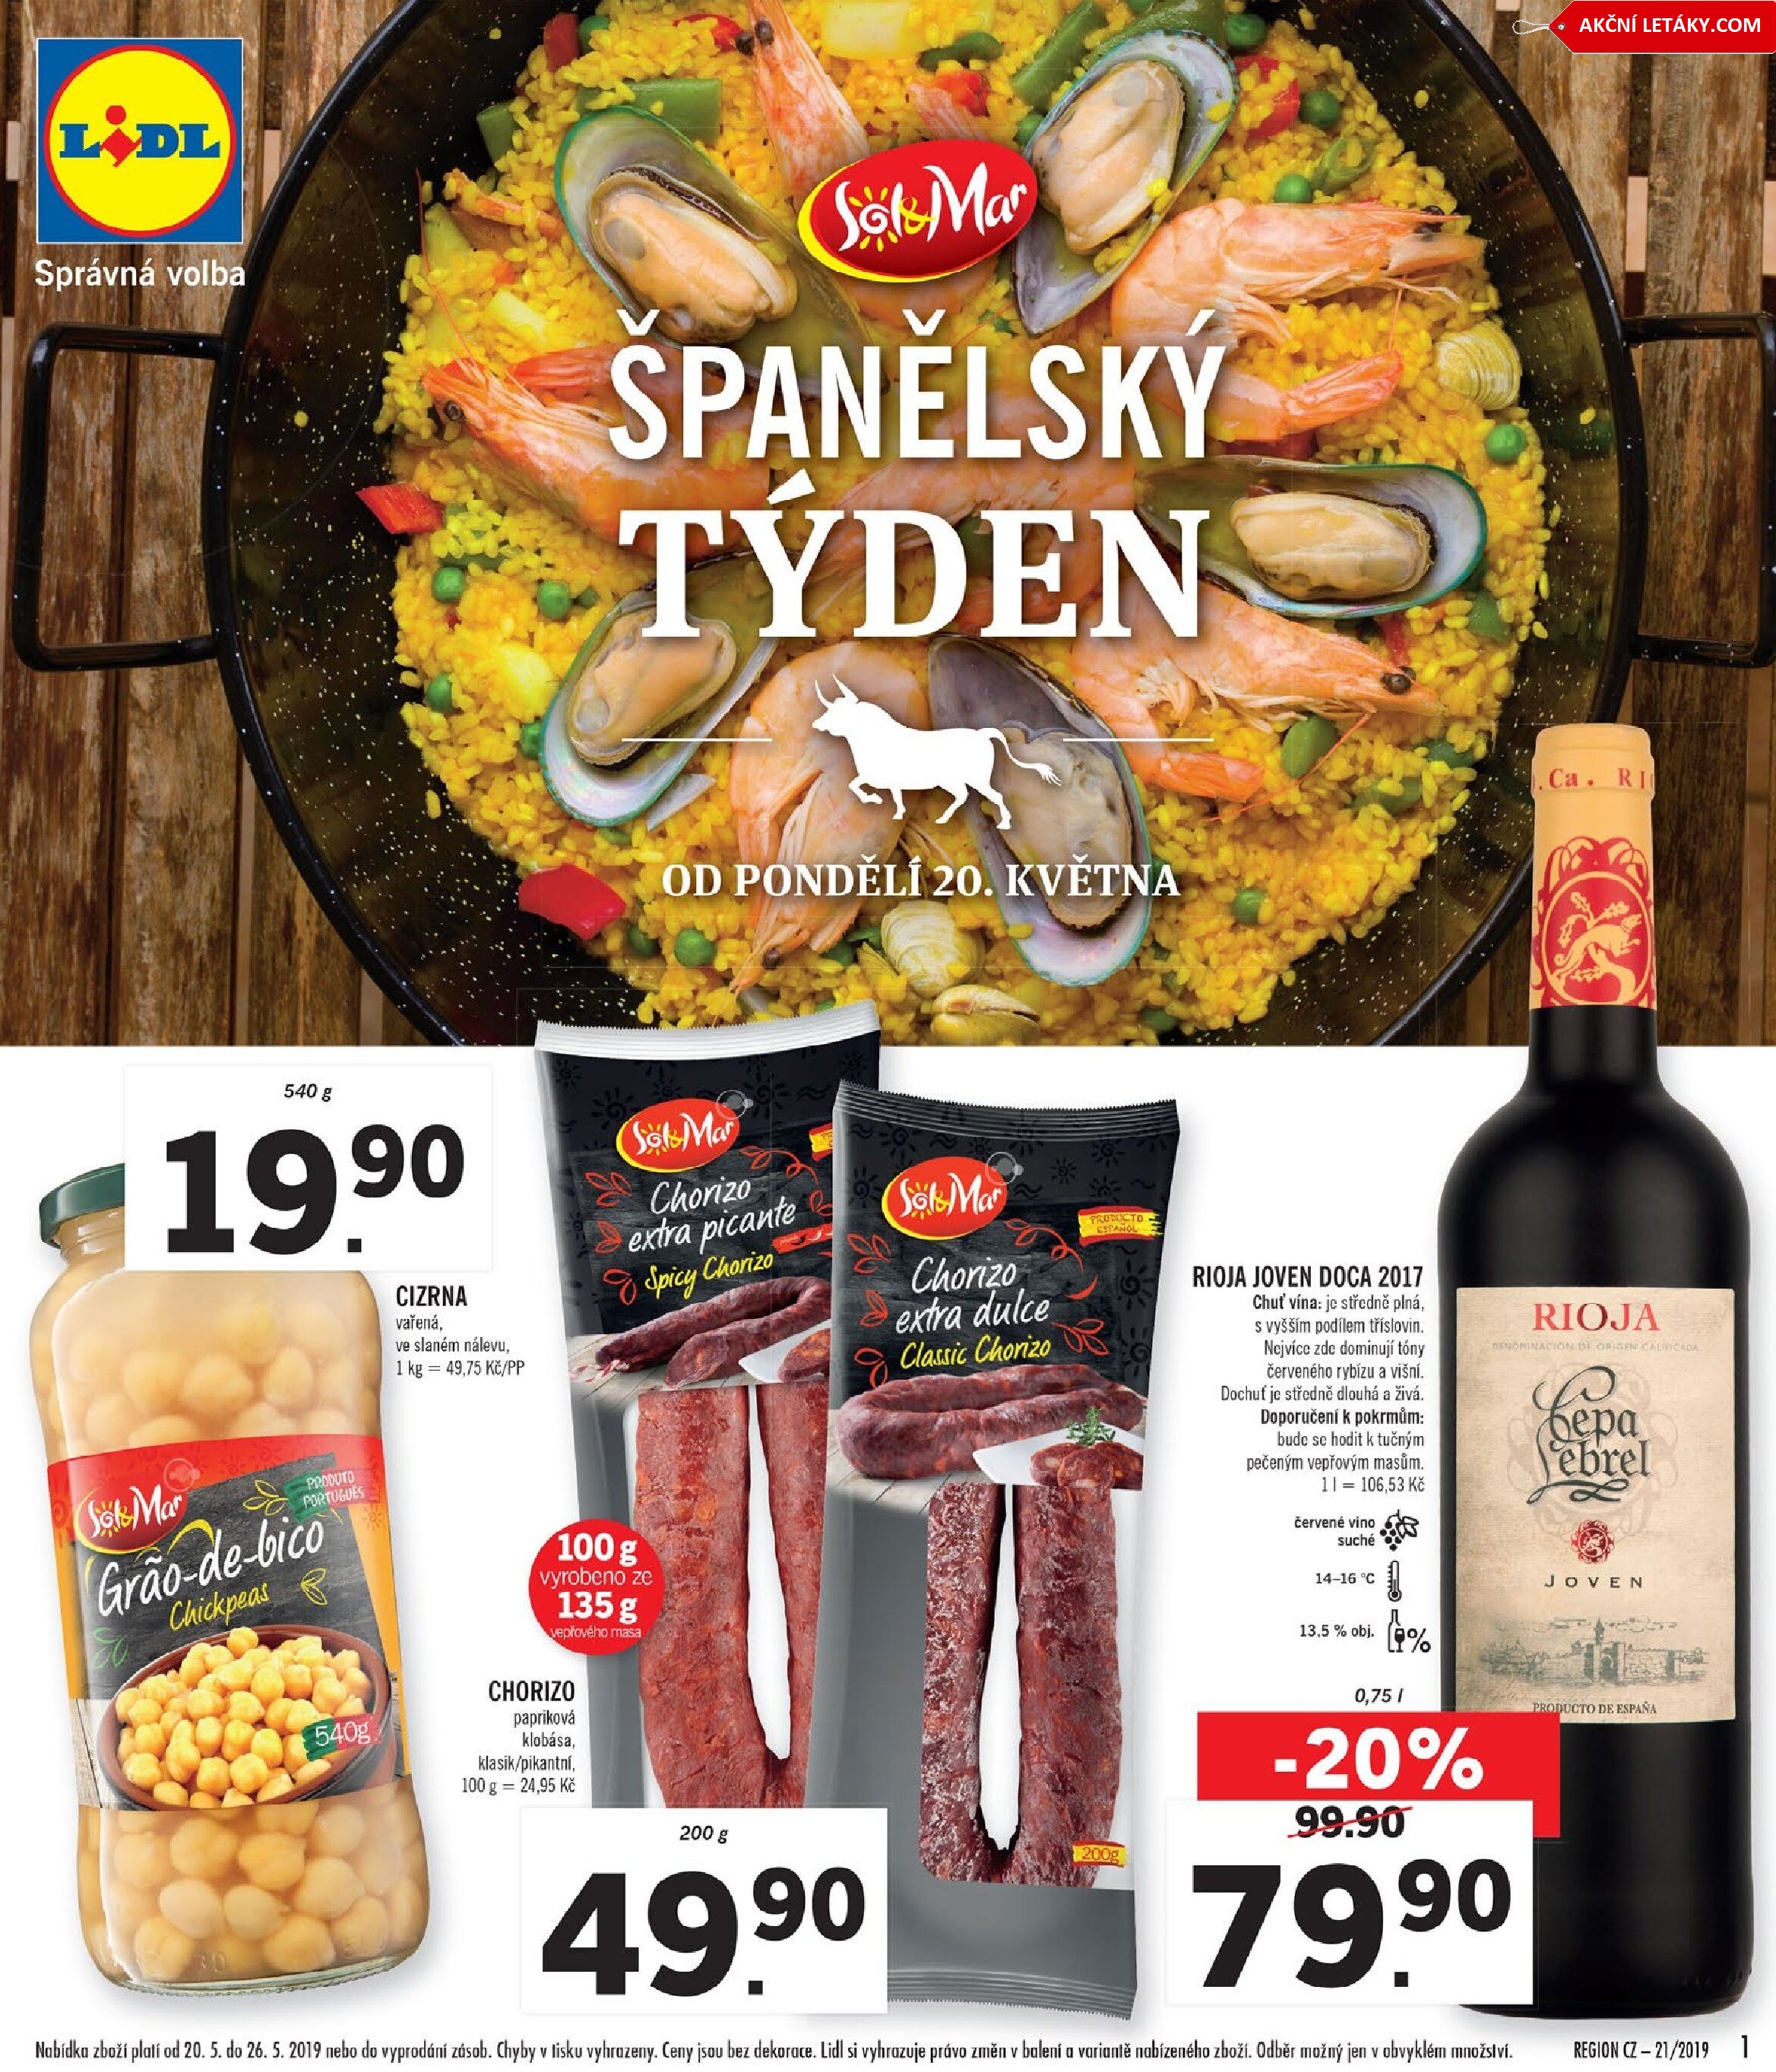 AKČNÍ LETÁKY.COM
LIDL
Správná volba
Sol&Mar
ŠPANĚLSKÝ
TÝDEN
OD PONDĚLÍ 20. KVĚTNA
540 g
19.90
CIZRNA
vařená,
ve slaném nálevu,
1 kg = 49,75 Kč/PP
Sol&Mar
PRODUTO
PORTUGUÊS
Grão-de-bico
Chickpeas
540g
Sol&Mar
Chorizo
extra picante
Spicy Chorizo
Sol&Mar
PRODUCTO
ESPAÑOL
Chorizo
extra dulce
Classic Chorizo
200g
100 g
vyrobeno ze
135 g
vepřového masa
CHORIZO
papriková
klobása,
klasik/pikantní,
100 g = 24,95 Kč
200 g
49.90
RIOJA JOVEN DOCA 2017
Chuť vína: je středně plná,
s vyšším podílem tříslovin.
Nejvíce zde dominují tóny
červeného rybízu a višní.
Dochuť je středně dlouhá a živá.
Doporučení k pokrmům:
bude se hodit k tučným
pečeným vepřovým masům.
1 l = 106,53 Kč
červené víno
suché
14–16 °C
13,5 % obj.
%
0,75 l
-20%
99.90
79.90
.Ca. RI
RIOJA
DENOMINACIÓN DE ORIGEN CALIFICADA
Cepa
Lebrel
JOVEN
PRODUCTO DE ESPAÑA
Nabídka zboží platí od 20. 5. do 26. 5. 2019 nebo do vyprodání zásob. Chyby v tisku vyhrazeny. Ceny jsou bez dekorace. Lidl si vyhrazuje právo změn v balení a variantě nabízeného zboží. Odběr možný jen v obvyklém množství.
REGION CZ – 21/2019 1